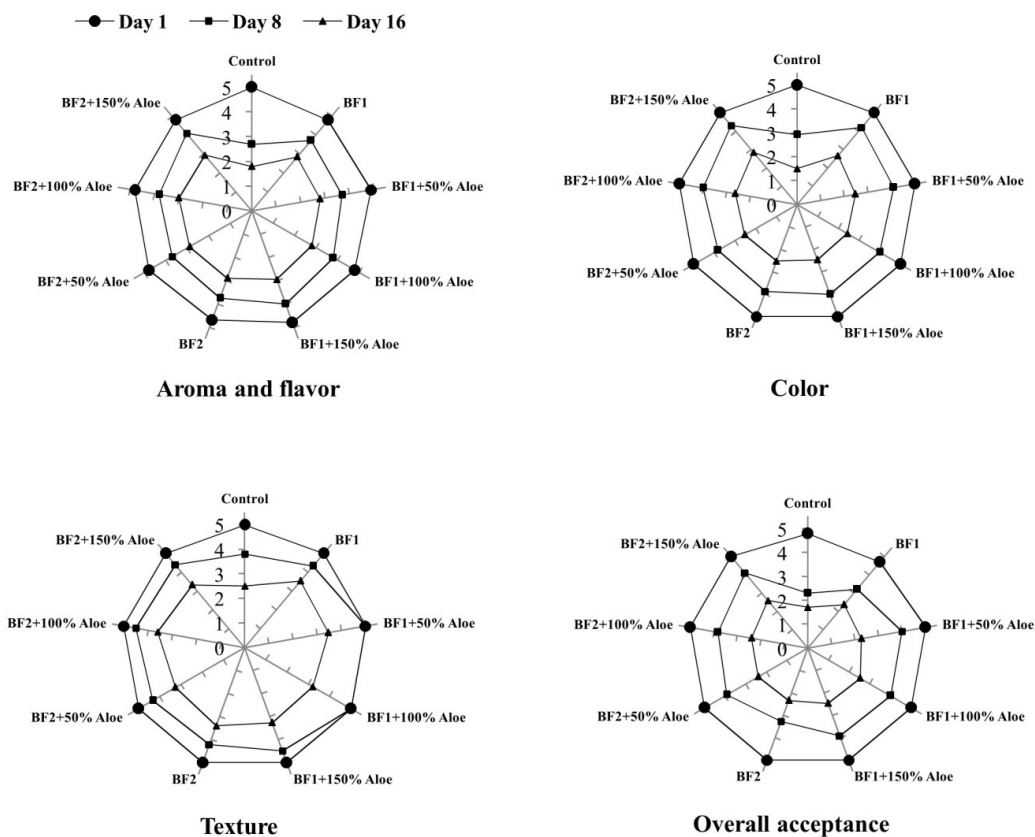 Day 1 Day 8 Day 16
Control
BF1
BF1+50% Aloe
BF1+100% Aloe
BF1+150% Aloe
BF2
BF2+50% Aloe
BF2+100% Aloe
BF2+150% Aloe
5
4
3
2
1
0
Aroma and flavor
Control
BF1
BF1+50% Aloe
BF1+100% Aloe
BF1+150% Aloe
BF2
BF2+50% Aloe
BF2+100% Aloe
BF2+150% Aloe
5
4
3
2
1
0
Color
Control
BF1
BF1+50% Aloe
BF1+100% Aloe
BF1+150% Aloe
BF2
BF2+50% Aloe
BF2+100% Aloe
BF2+150% Aloe
5
4
3
2
1
0
Texture
Control
BF1
BF1+50% Aloe
BF1+100% Aloe
BF1+150% Aloe
BF2
BF2+50% Aloe
BF2+100% Aloe
BF2+150% Aloe
5
4
3
2
1
0
Overall acceptance